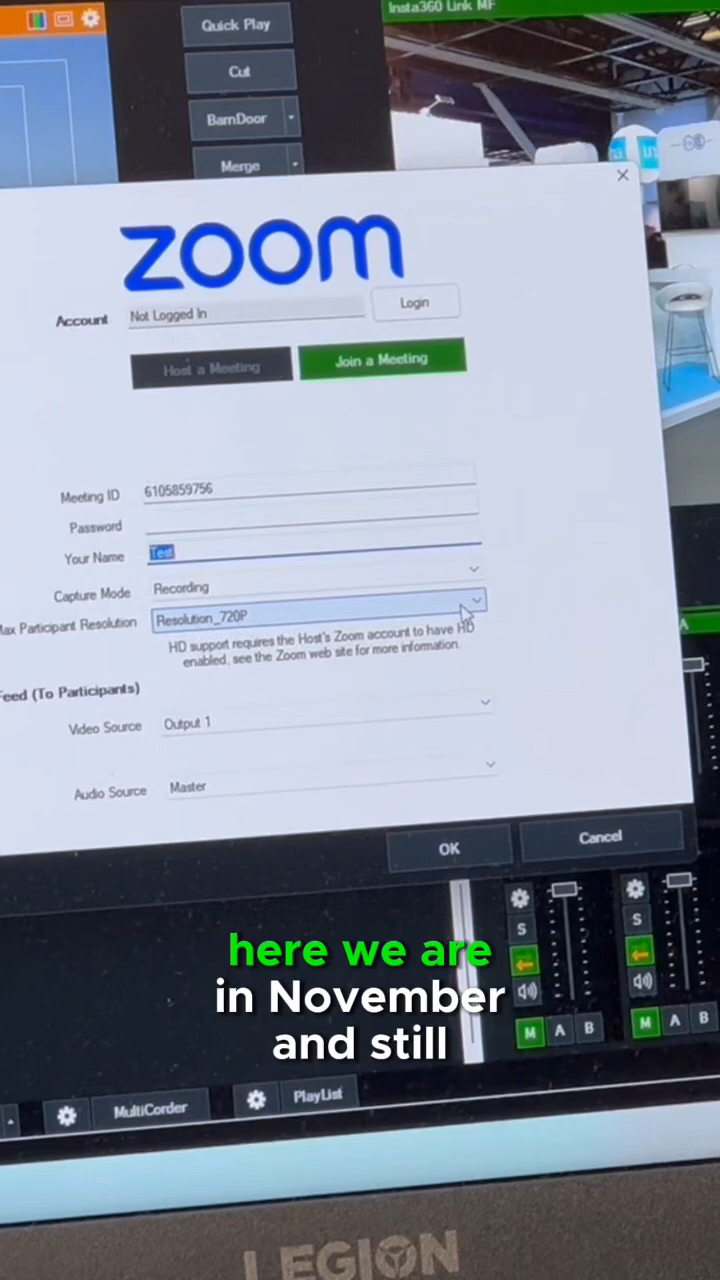 Insta360 Link MF
Quick Play
Cut
BarnDoor
Merge
zoom
Account Not Logged In Login
Host a Meeting Join a Meeting
Meeting ID 6105859756
Password
Your Name Test
Capture Mode Recording
ax Participant Resolution Resolution_720P
HD support requires the Host's Zoom account to have HD
enabled, see the Zoom web site for more information.
Feed (To Participants)
Video Source Output 1
Audio Source Master
OK Cancel
S S
M A B M A B
here we are
in November
and still
MultiCorder PlayList
LEGION